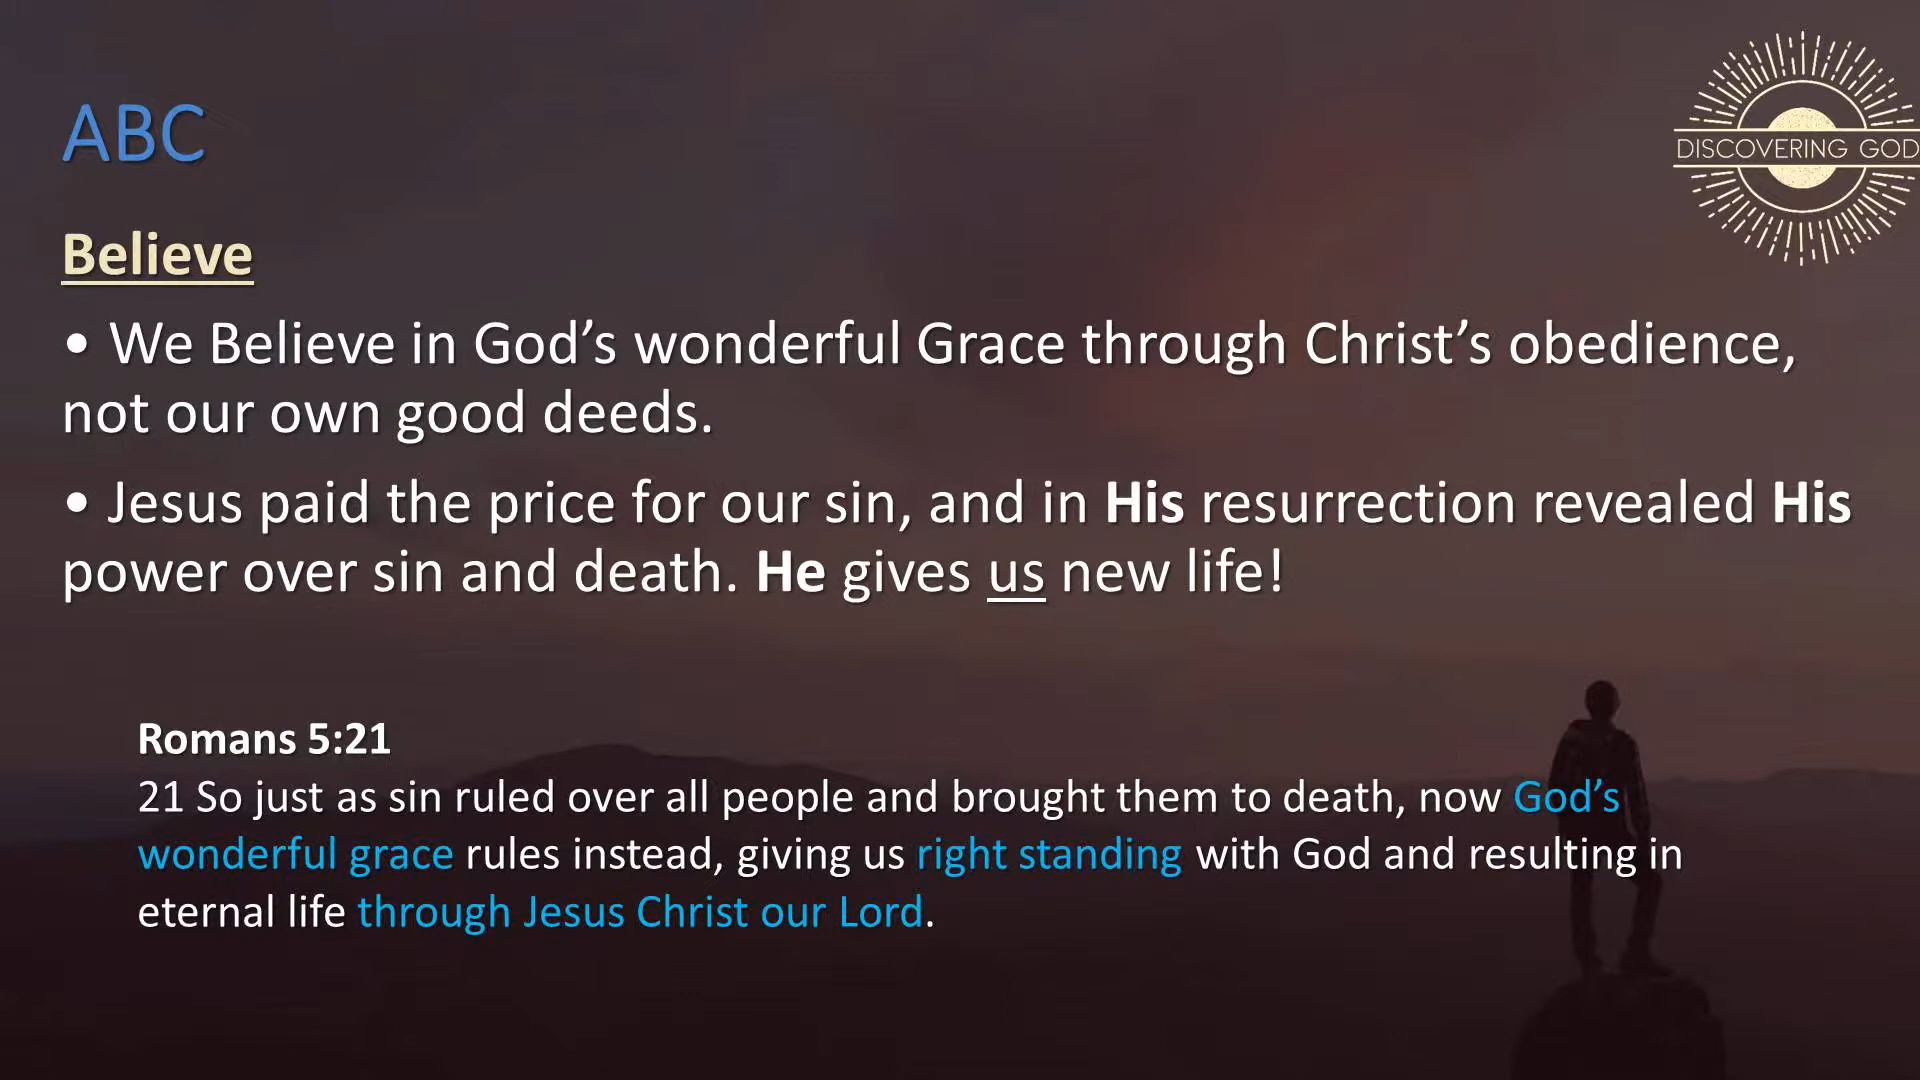 ABC
DISCOVERING GOD
Believe
• We Believe in God’s wonderful Grace through Christ’s obedience,
not our own good deeds.
• Jesus paid the price for our sin, and in His resurrection revealed His
power over sin and death. He gives us new life!
Romans 5:21
21 So just as sin ruled over all people and brought them to death, now God’s
wonderful grace rules instead, giving us right standing with God and resulting in
eternal life through Jesus Christ our Lord.